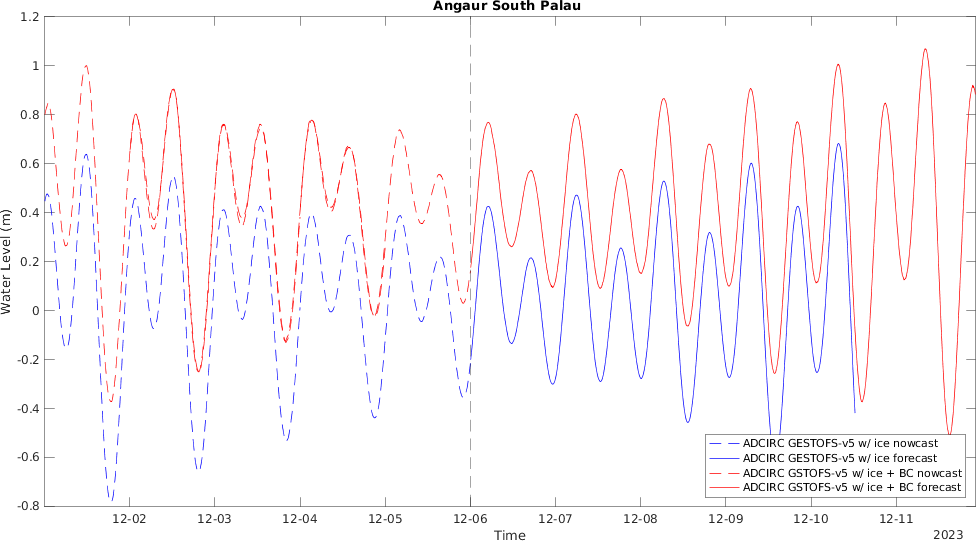 Angaur South Palau
1.2
1
0.8
0.6
0.4
0.2
0
-0.2
-0.4
-0.6
-0.8
Water Level (m)
ADCIRC GESTOFS-v5 w/ ice nowcast
ADCIRC GESTOFS-v5 w/ ice forecast
ADCIRC GSTOFS-v5 w/ ice + BC nowcast
ADCIRC GSTOFS-v5 w/ ice + BC forecast
12-02 12-03 12-04 12-05 12-06 12-07 12-08 12-09 12-10 12-11
Time
2023